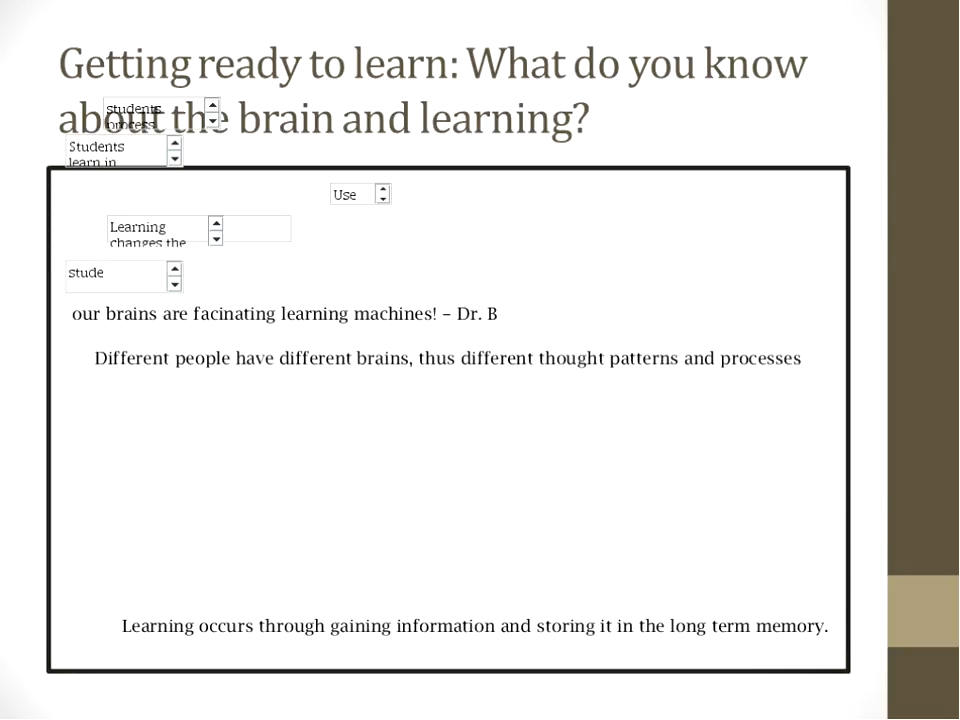 Getting ready to learn: What do you know
about the brain and learning?
students
process
Students
learn in
Use
Learning
changes the
stude
our brains are facinating learning machines! – Dr. B
Different people have different brains, thus different thought patterns and processes
Learning occurs through gaining information and storing it in the long term memory.